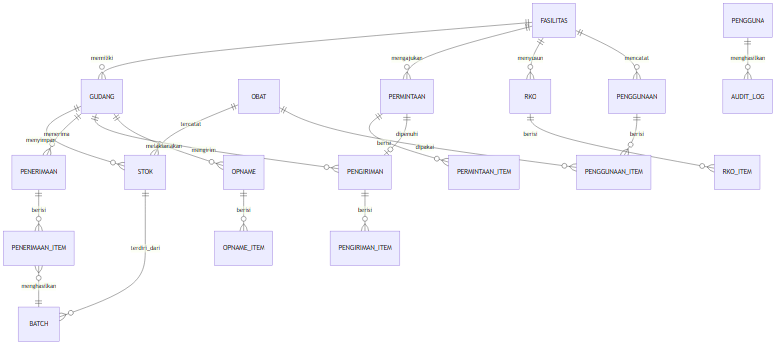 FASILITAS
PENGGUNA
memiliki
mengajukan
menyusun
mencatat
menghasilkan
GUDANG
OBAT
PERMINTAAN
RKO
PENGGUNAAN
AUDIT_LOG
tercatat
menerima
menyimpan
melaksanakan
mengirim
dipenuhi
berisi
dipakai
berisi
berisi
PENERIMAAN
STOK
OPNAME
PENGIRIMAN
PERMINTAAN_ITEM
PENGGUNAAN_ITEM
RKO_ITEM
berisi
berisi
berisi
PENERIMAAN_ITEM
terdiri_dari
OPNAME_ITEM
PENGIRIMAN_ITEM
menghasilkan
BATCH